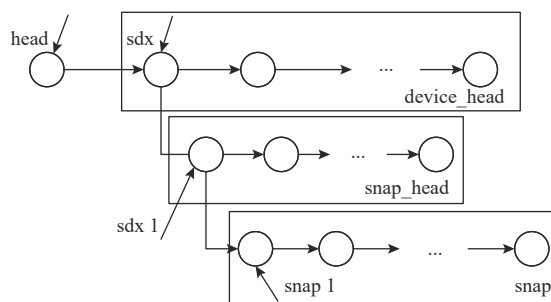 head
sdx
...
device_head
...
snap_head
sdx 1
...
snap 1
snap